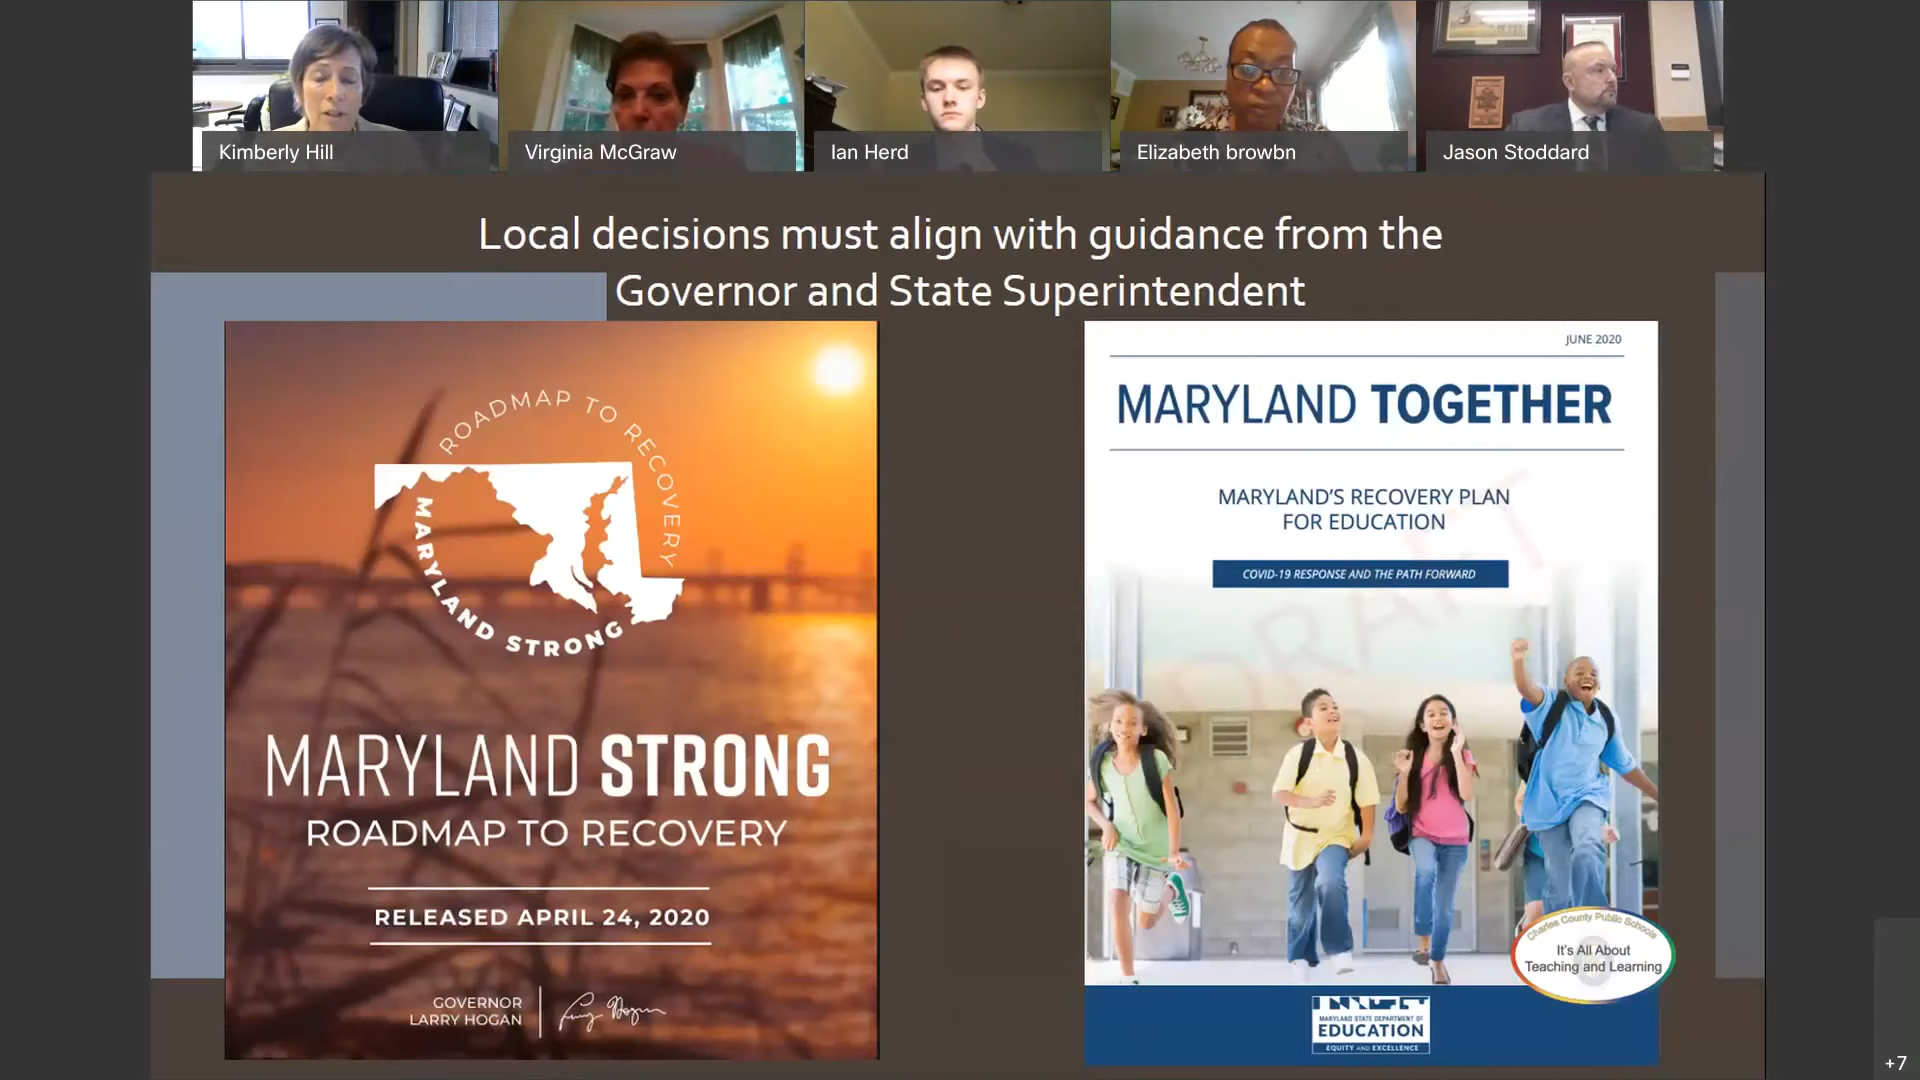 Kimberly Hill
Virginia McGraw
Ian Herd
Elizabeth browbn
Jason Stoddard
Local decisions must align with guidance from the
Governor and State Superintendent
ROADMAP TO RECOVERY
MARYLAND STRONG
MARYLAND STRONG
ROADMAP TO RECOVERY
RELEASED APRIL 24, 2020
GOVERNOR
LARRY HOGAN
Larry Hogan
JUNE 2020
MARYLAND TOGETHER
MARYLAND'S RECOVERY PLAN
FOR EDUCATION
COVID-19 RESPONSE AND THE PATH FORWARD
DRAFT
Charles County Public Schools
It's All About
Teaching and Learning
MARYLAND STATE DEPARTMENT OF
EDUCATION
EQUITY AND EXCELLENCE
+7